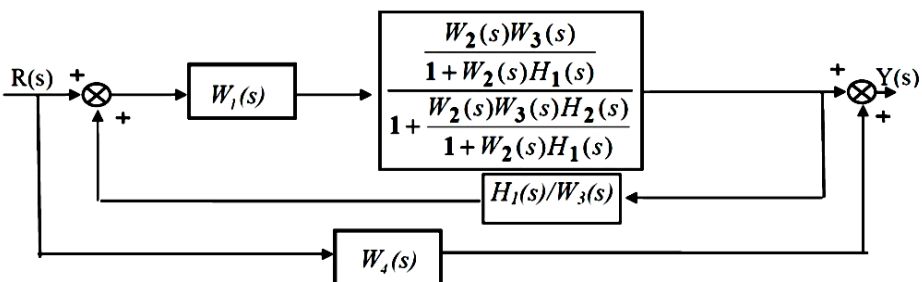 W2(s)W3(s)
1+W2(s)H1(s)
R(s) + + Y(s)
W1(s)
+ +
1+ W2(s)W3(s)H2(s)
1+W2(s)H1(s)
H1(s)/W3(s)
W4(s)